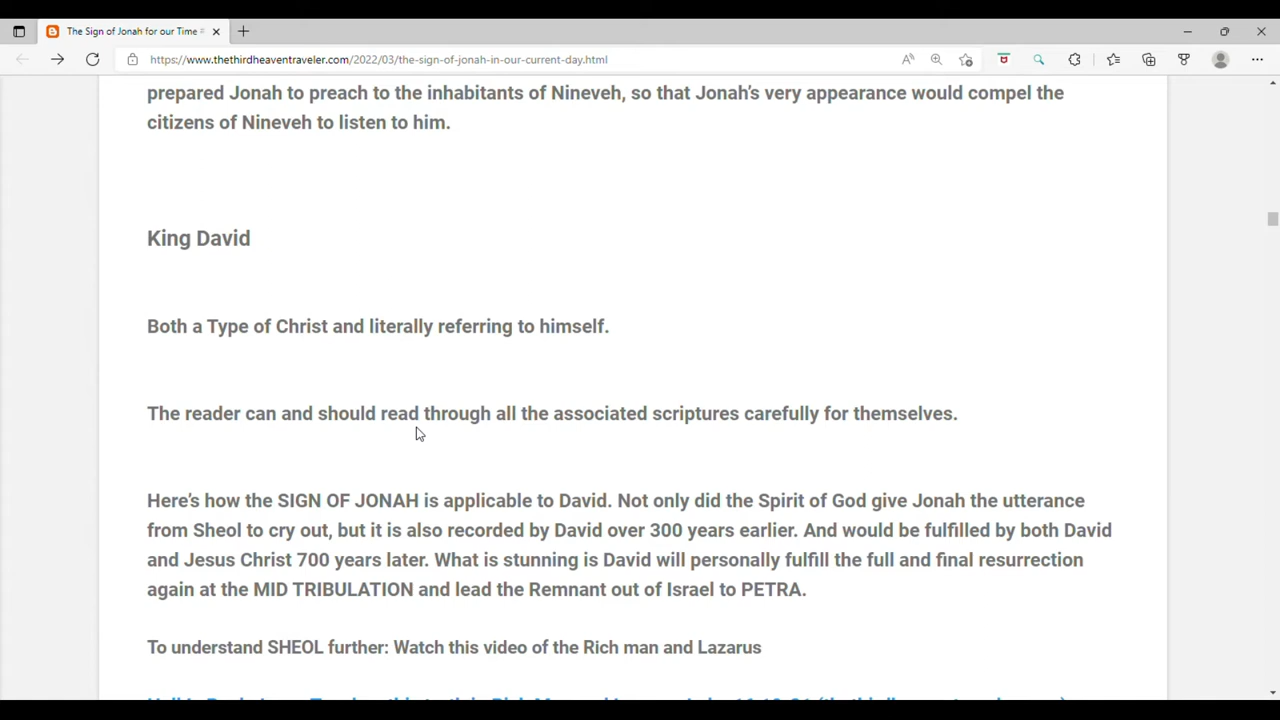 The Sign of Jonah for our Time
https://www.thethirdheaventraveler.com/2022/03/the-sign-of-jonah-in-our-current-day.html
prepared Jonah to preach to the inhabitants of Nineveh, so that Jonah's very appearance would compel the
citizens of Nineveh to listen to him.
King David
Both a Type of Christ and literally referring to himself.
The reader can and should read through all the associated scriptures carefully for themselves.
Here's how the SIGN OF JONAH is applicable to David. Not only did the Spirit of God give Jonah the utterance
from Sheol to cry out, but it is also recorded by David over 300 years earlier. And would be fulfilled by both David
and Jesus Christ 700 years later. What is stunning is David will personally fulfill the full and final resurrection
again at the MID TRIBULATION and lead the Remnant out of Israel to PETRA.
To understand SHEOL further: Watch this video of the Rich man and Lazarus